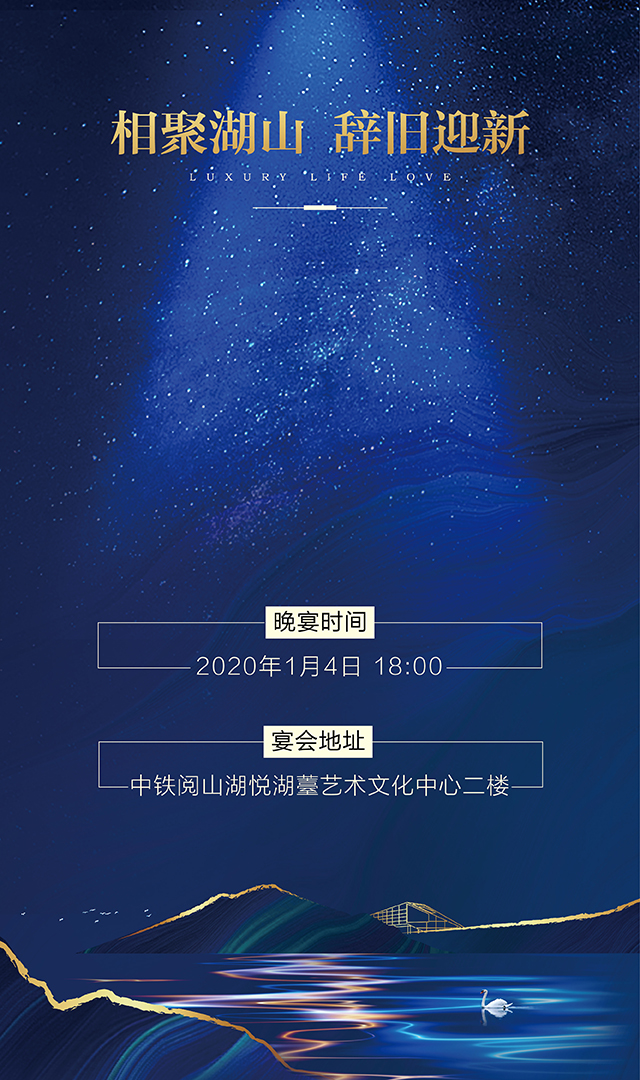 相聚湖山 辞旧迎新
LUXURY LIFE LOVE
晚宴时间
2020年1月4日 18:00
宴会地址
中铁阅山湖悦湖薹艺术文化中心二楼